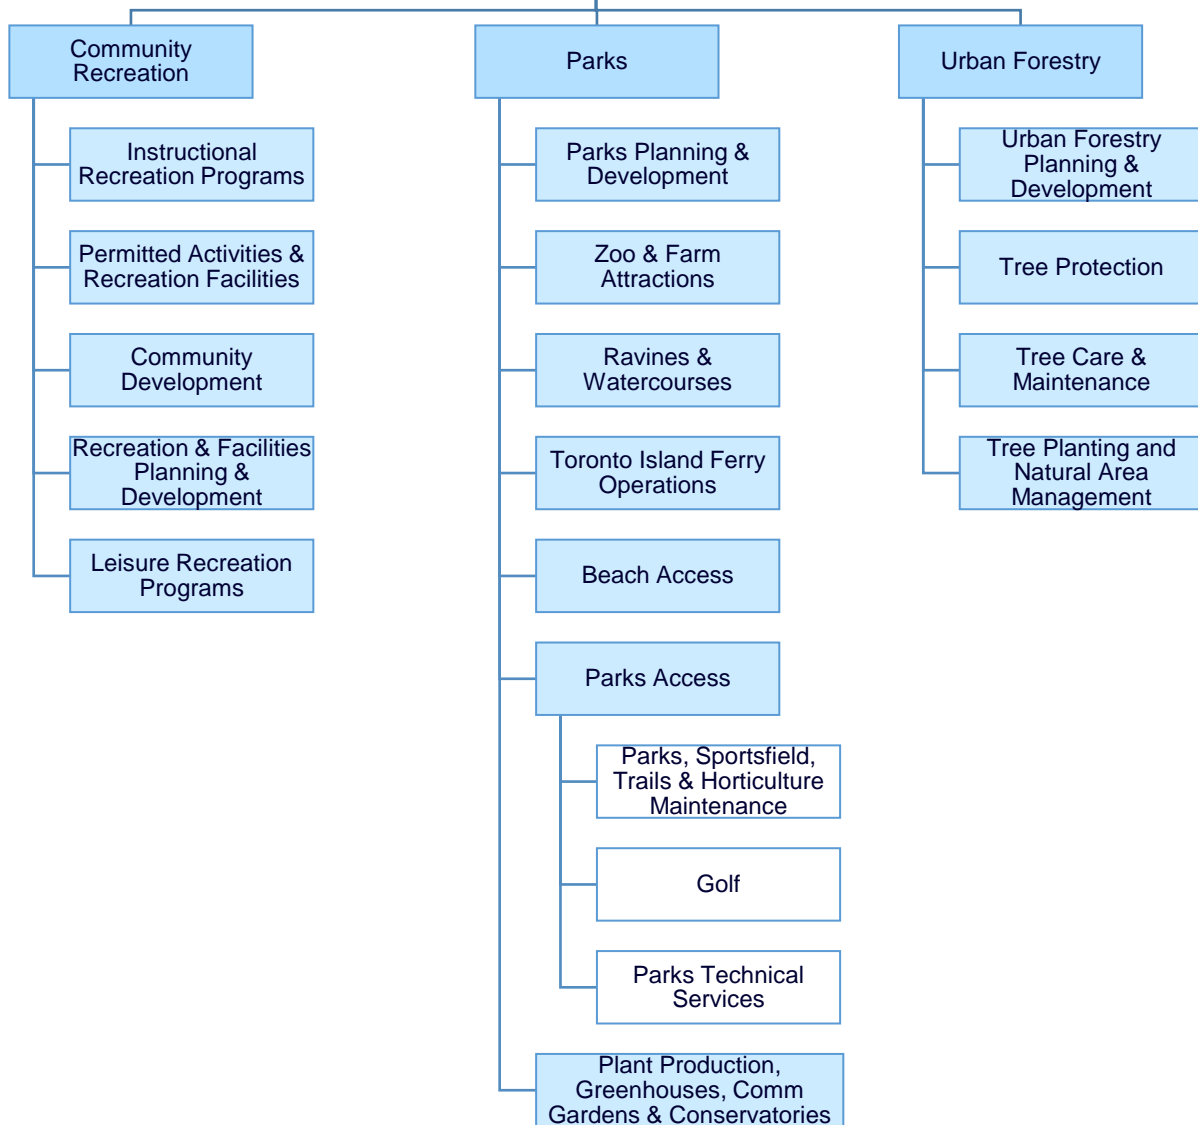 Community
Recreation
Instructional
Recreation Programs
Permitted Activities &
Recreation Facilities
Community
Development
Recreation & Facilities
Planning &
Development
Leisure Recreation
Programs
Parks
Parks Planning &
Development
Zoo & Farm
Attractions
Ravines &
Watercourses
Toronto Island Ferry
Operations
Beach Access
Parks Access
Parks, Sportsfield,
Trails & Horticulture
Maintenance
Golf
Parks Technical
Services
Plant Production,
Greenhouses, Comm
Gardens & Conservatories
Urban Forestry
Urban Forestry
Planning &
Development
Tree Protection
Tree Care &
Maintenance
Tree Planting and
Natural Area
Management